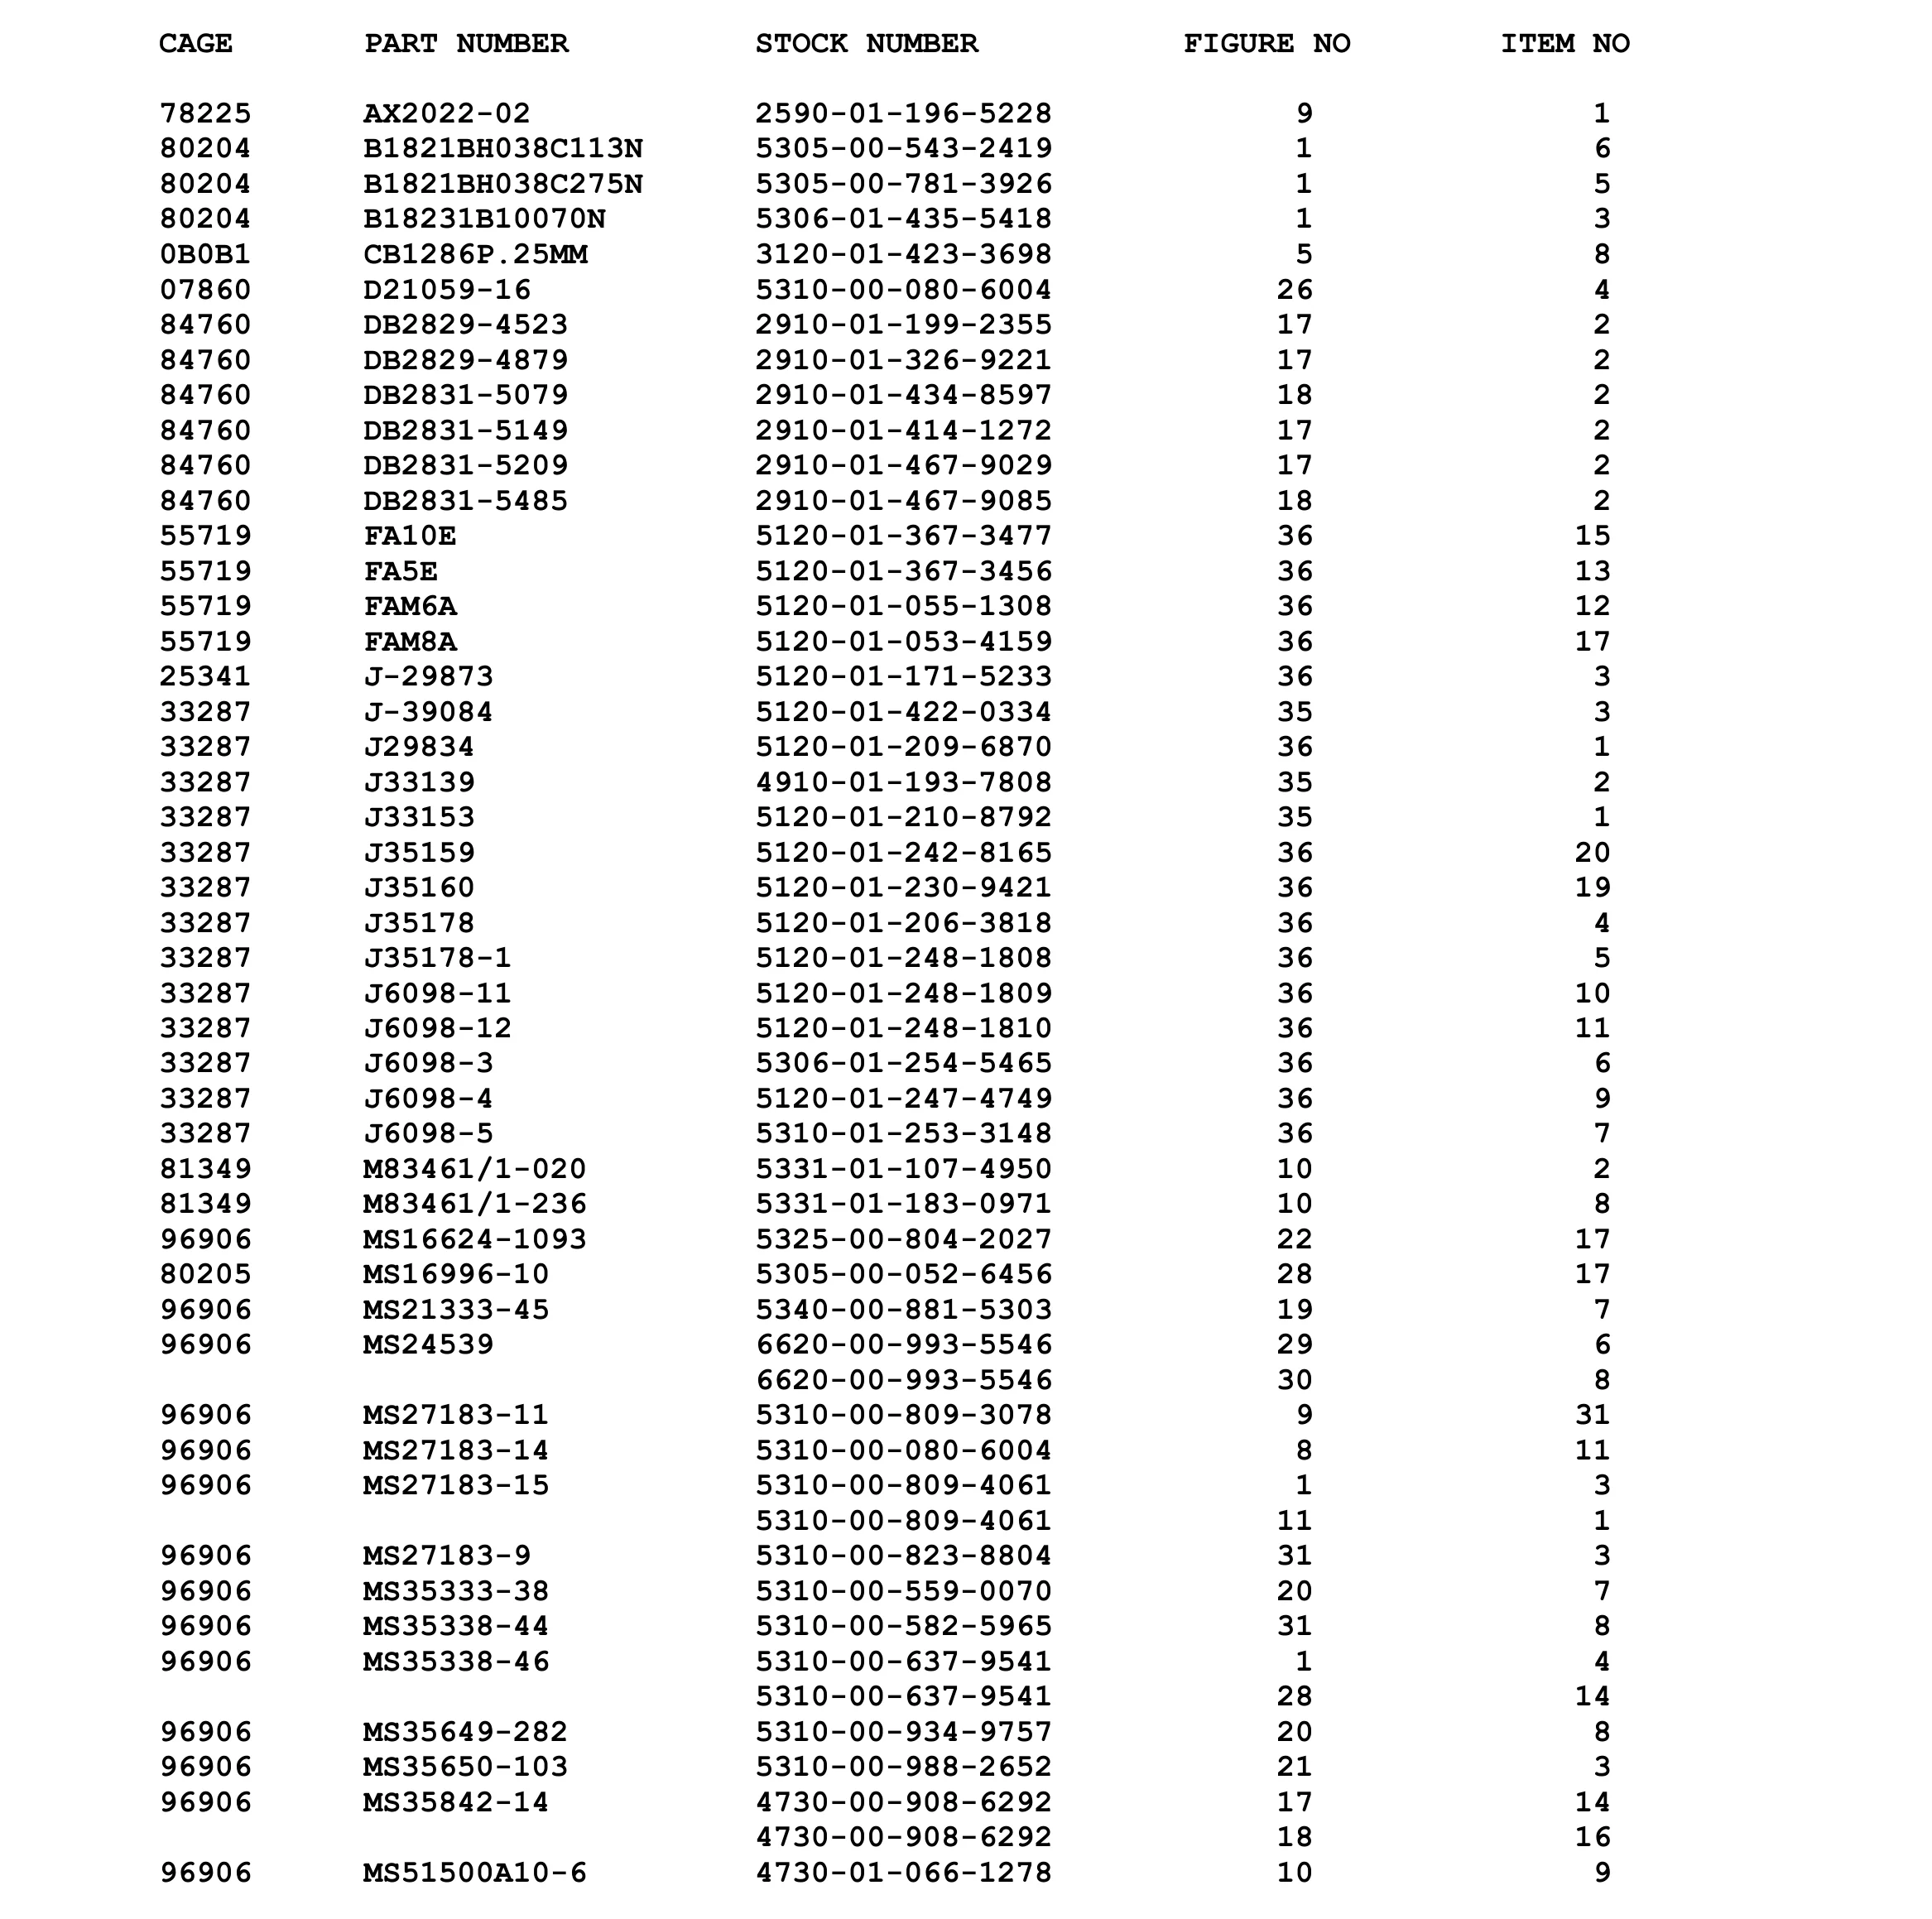 CAGE PART NUMBER STOCK NUMBER FIGURE NO ITEM NO
78225 AX2022-02 2590-01-196-5228 9 1
80204 B1821BH038C113N 5305-00-543-2419 1 6
80204 B1821BH038C275N 5305-00-781-3926 1 5
80204 B18231B10070N 5306-01-435-5418 1 3
0B0B1 CB1286P.25MM 3120-01-423-3698 5 8
07860 D21059-16 5310-00-080-6004 26 4
84760 DB2829-4523 2910-01-199-2355 17 2
84760 DB2829-4879 2910-01-326-9221 17 2
84760 DB2831-5079 2910-01-434-8597 18 2
84760 DB2831-5149 2910-01-414-1272 17 2
84760 DB2831-5209 2910-01-467-9029 17 2
84760 DB2831-5485 2910-01-467-9085 18 2
55719 FA10E 5120-01-367-3477 36 15
55719 FA5E 5120-01-367-3456 36 13
55719 FAM6A 5120-01-055-1308 36 12
55719 FAM8A 5120-01-053-4159 36 17
25341 J-29873 5120-01-171-5233 36 3
33287 J-39084 5120-01-422-0334 35 3
33287 J29834 5120-01-209-6870 36 1
33287 J33139 4910-01-193-7808 35 2
33287 J33153 5120-01-210-8792 35 1
33287 J35159 5120-01-242-8165 36 20
33287 J35160 5120-01-230-9421 36 19
33287 J35178 5120-01-206-3818 36 4
33287 J35178-1 5120-01-248-1808 36 5
33287 J6098-11 5120-01-248-1809 36 10
33287 J6098-12 5120-01-248-1810 36 11
33287 J6098-3 5306-01-254-5465 36 6
33287 J6098-4 5120-01-247-4749 36 9
33287 J6098-5 5310-01-253-3148 36 7
81349 M83461/1-020 5331-01-107-4950 10 2
81349 M83461/1-236 5331-01-183-0971 10 8
96906 MS16624-1093 5325-00-804-2027 22 17
80205 MS16996-10 5305-00-052-6456 28 17
96906 MS21333-45 5340-00-881-5303 19 7
96906 MS24539 6620-00-993-5546 29 6
6620-00-993-5546 30 8
96906 MS27183-11 5310-00-809-3078 9 31
96906 MS27183-14 5310-00-080-6004 8 11
96906 MS27183-15 5310-00-809-4061 1 3
5310-00-809-4061 11 1
96906 MS27183-9 5310-00-823-8804 31 3
96906 MS35333-38 5310-00-559-0070 20 7
96906 MS35338-44 5310-00-582-5965 31 8
96906 MS35338-46 5310-00-637-9541 1 4
5310-00-637-9541 28 14
96906 MS35649-282 5310-00-934-9757 20 8
96906 MS35650-103 5310-00-988-2652 21 3
96906 MS35842-14 4730-00-908-6292 17 14
4730-00-908-6292 18 16
96906 MS51500A10-6 4730-01-066-1278 10 9